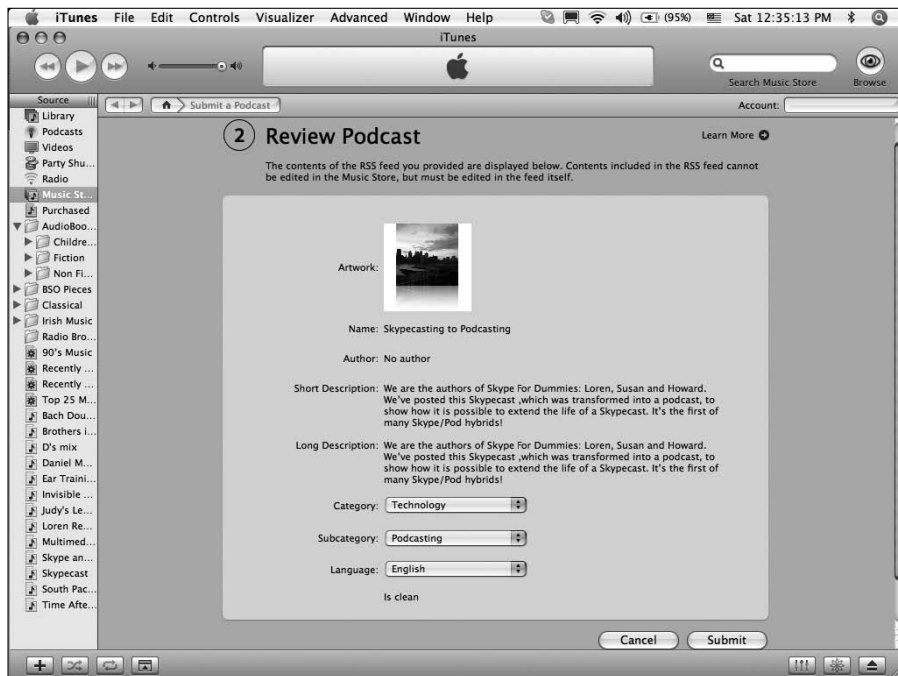 iTunes File Edit Controls Visualizer Advanced Window Help (95%) Sat 12:35:13 PM
iTunes
Search Music Store
Browse
Source
Submit a Podcast
Account:
Library
Podcasts
Videos
Party Shu...
Radio
Music St...
Purchased
AudioBoo...
Childre...
Fiction
Non Fi...
BSO Pieces
Classical
Irish Music
Radio Bro...
90's Music
Recently ...
Recently ...
Top 25 M...
Bach Dou...
Brothers i...
D's mix
Daniel M...
Ear Traini...
Invisible ...
Judy's Le...
Loren Re...
Multimed...
Skype an...
Skypecast
South Pac...
Time Afte...
2 Review Podcast
Learn More
The contents of the RSS feed you provided are displayed below. Contents included in the RSS feed cannot
be edited in the Music Store, but must be edited in the feed itself.
Artwork:
Name: Skypecasting to Podcasting
Author: No author
Short Description: We are the authors of Skype For Dummies: Loren, Susan and Howard.
We've posted this Skypecast ,which was transformed into a podcast, to
show how it is possible to extend the life of a Skypecast. It's the first of
many Skype/Pod hybrids!
Long Description: We are the authors of Skype For Dummies: Loren, Susan and Howard.
We've posted this Skypecast ,which was transformed into a podcast, to
show how it is possible to extend the life of a Skypecast. It's the first of
many Skype/Pod hybrids!
Category: Technology
Subcategory: Podcasting
Language: English
Is clean
Cancel
Submit